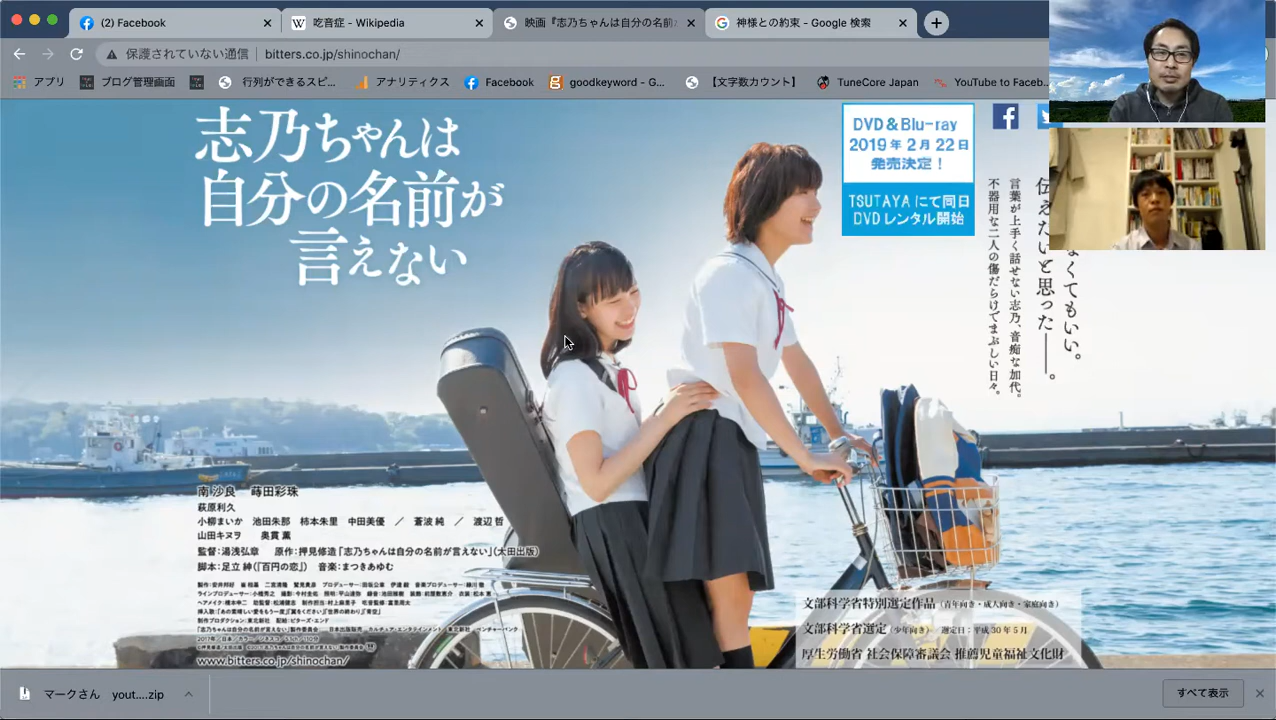 (2) Facebook
吃音症 - Wikipedia
映画『志乃ちゃんは自分の名前
神様との約束 - Google 検索
保護されていない通信
bitters.co.jp/shinochan/
アプリ
ブログ管理画面
行列ができるスピ...
アナリティクス
Facebook
goodkeyword - G...
【文字数カウント】
TuneCore Japan
YouTube to Faceb...
志乃ちゃんは
自分の名前が
言えない
DVD＆Blu-ray
2019年2月22日
発売決定！
TSUTAYAにて同日
DVDレンタル開始
なくてもいい。
伝えたいと思った――。
言葉が上手く話せない志乃、音痴な加代。
不器用な二人の傷だらけでまぶしい日々。
南 沙良　蒔田彩珠
萩原利久
小柳まいか　池田朱那　柿本朱里　中田美優　／　蒼波 純　／　渡辺 哲
山田キヌヲ　奥貫 薫
監督：湯浅弘章　原作：押見修造「志乃ちゃんは自分の名前が言えない」（太田出版）
脚本：足立 紳（『百円の恋』）　音楽：まつきあゆむ
www.bitters.co.jp/shinochan/
文部科学省特別選定作品（青年向き・成人向き・家庭向き）
文部科学省選定（少年向き）　選定日：平成30年5月
厚生労働省 社会保障審議会 推薦児童福祉文化財
マークさん　yout....zip
すべて表示